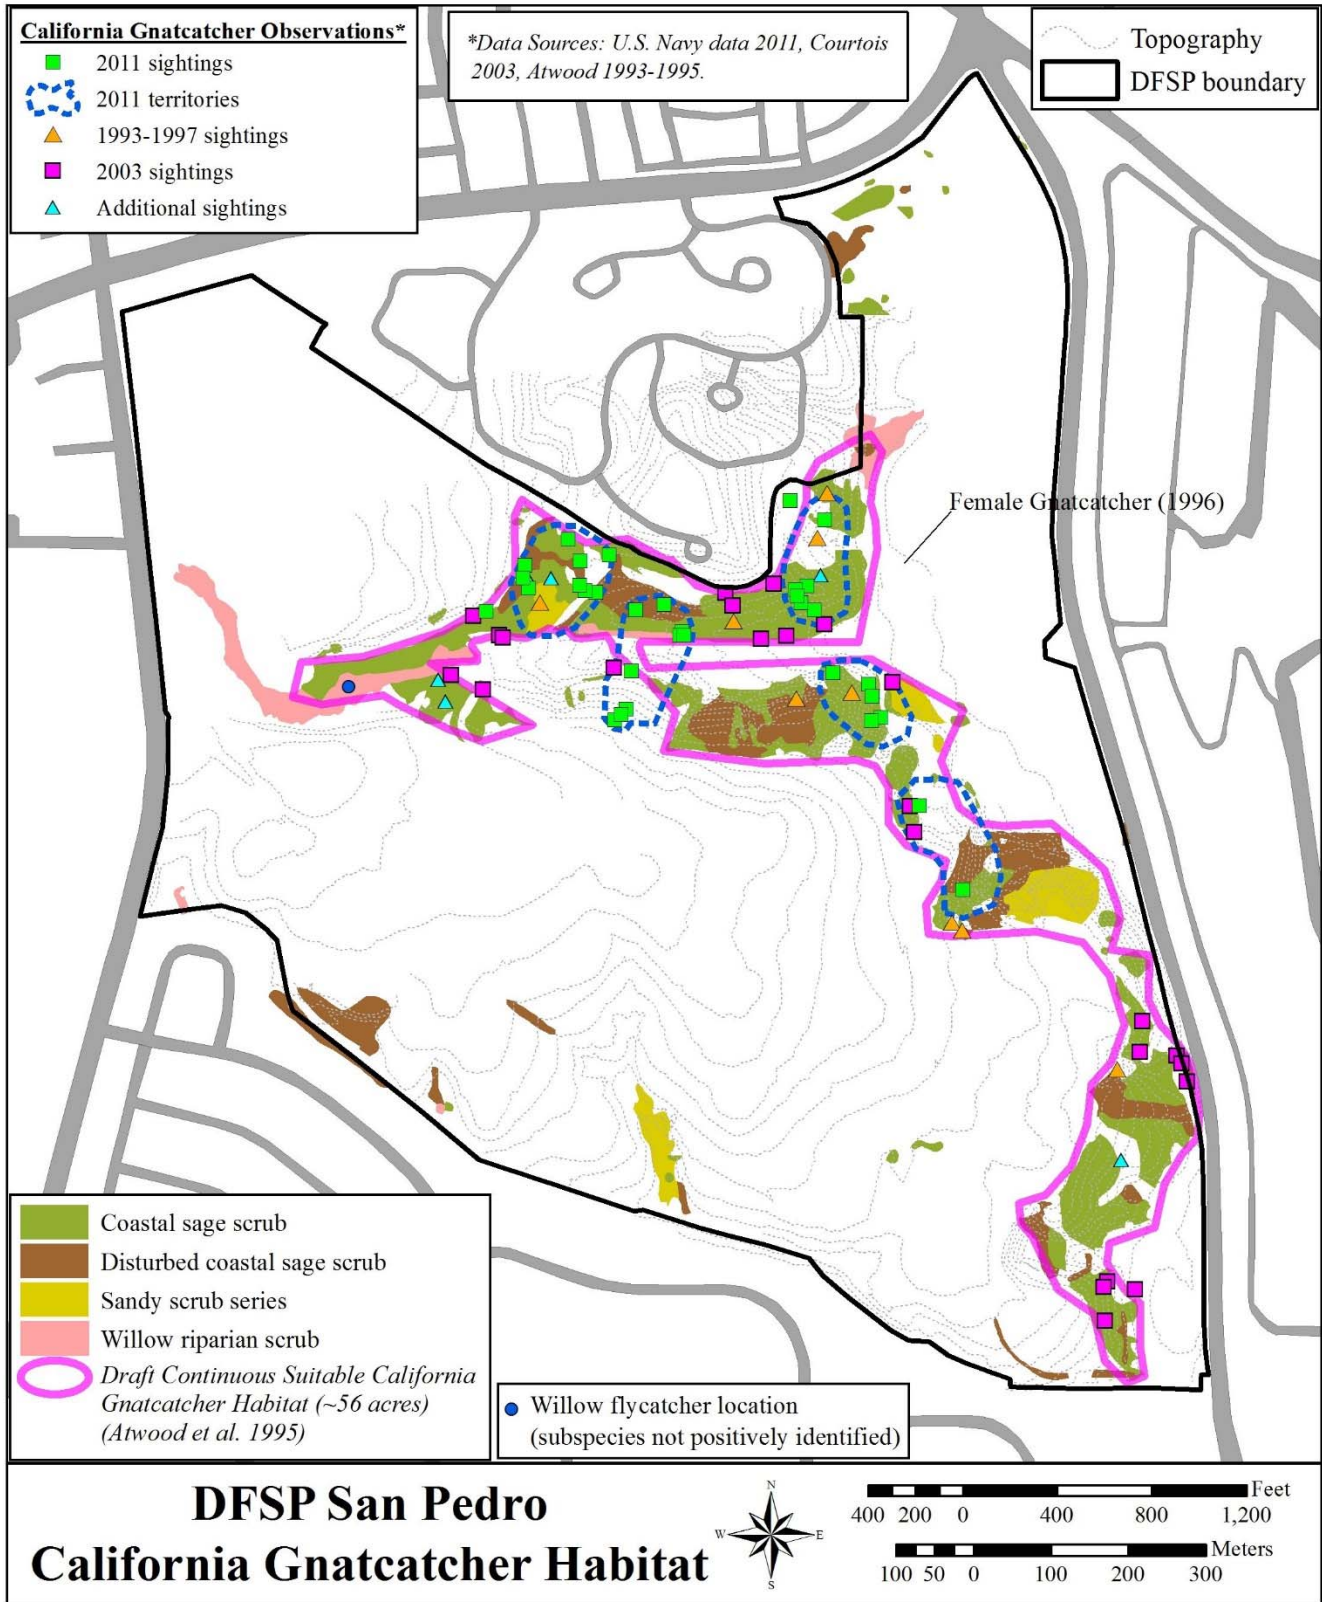 California Gnatcatcher Observations*
2011 sightings
2011 territories
1993-1997 sightings
2003 sightings
Additional sightings
*Data Sources: U.S. Navy data 2011, Courtois
2003, Atwood 1993-1995.
Topography
DFSP boundary
Female Gnatcatcher (1996)
Coastal sage scrub
Disturbed coastal sage scrub
Sandy scrub series
Willow riparian scrub
Draft Continuous Suitable California
Gnatcatcher Habitat (~56 acres)
(Atwood et al. 1995)
Willow flycatcher location
(subspecies not positively identified)
DFSP San Pedro
California Gnatcatcher Habitat
N
W E
S
Feet
400 200 0 400 800 1,200
Meters
100 50 0 100 200 300